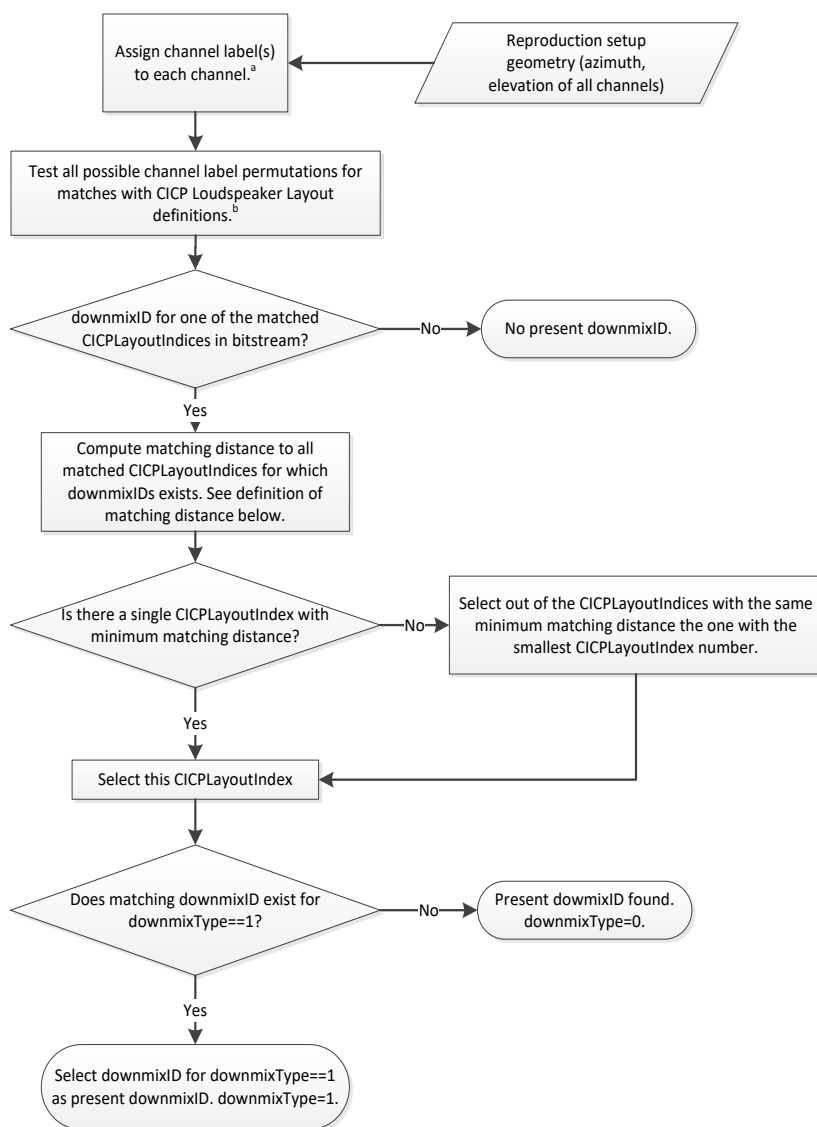 Assign channel label(s)
to each channel.a
Reproduction setup
geometry (azimuth,
elevation of all channels)
Test all possible channel label permutations for
matches with CICP Loudspeaker Layout
definitions.b
downmixID for one of the matched
CICPLayoutIndices in bitstream?
No
No present downmixID.
Yes
Compute matching distance to all
matched CICPLayoutIndices for which
downmixIDs exists. See definition of
matching distance below.
Is there a single CICPLayoutIndex with
minimum matching distance?
No
Select out of the CICPLayoutIndices with the same
minimum matching distance the one with the
smallest CICPLayoutIndex number.
Yes
Select this CICPLayoutIndex
Does matching downmixID exist for
downmixType==1?
No
Present dowmixID found.
downmixType=0.
Yes
Select downmixID for downmixType==1
as present downmixID. downmixType=1.